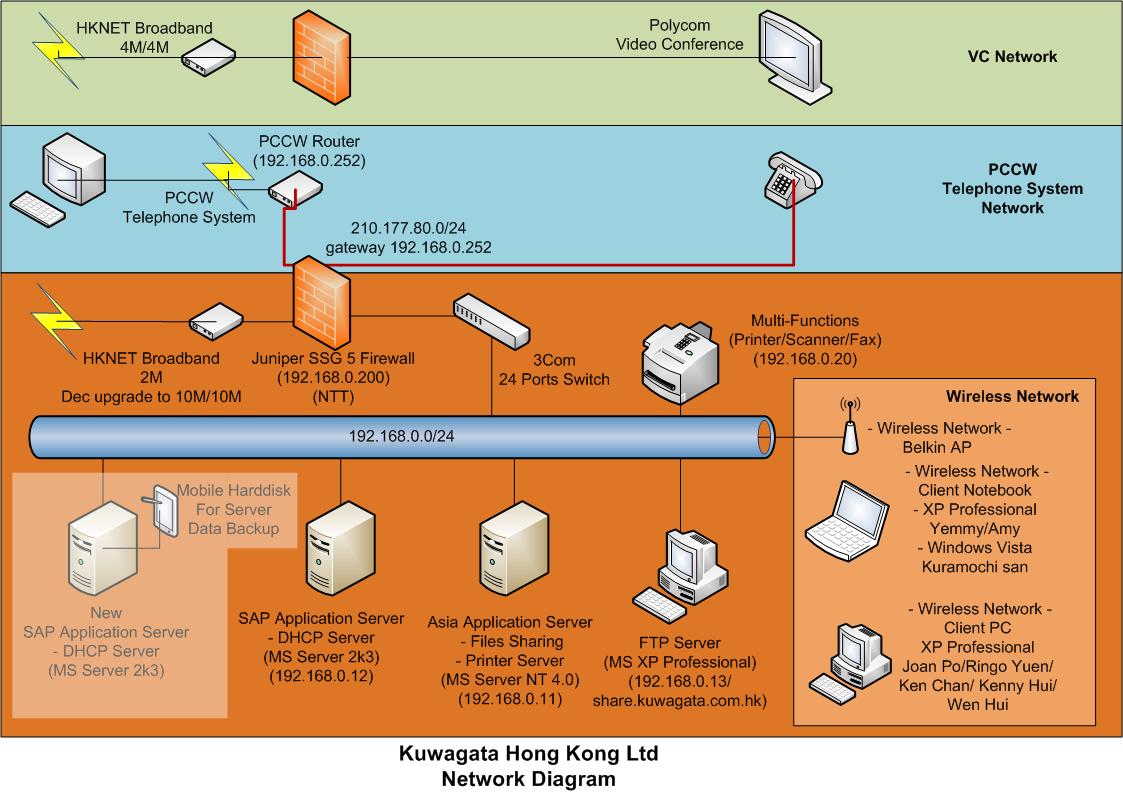 HKNET Broadband
4M/4M
Polycom
Video Conference
VC Network
PCCW Router
(192.168.0.252)
PCCW
Telephone System
PCCW
Telephone System
Network
210.177.80.0/24
gateway 192.168.0.252
HKNET Broadband
2M
Dec upgrade to 10M/10M
Juniper SSG 5 Firewall
(192.168.0.200)
(NTT)
3Com
24 Ports Switch
Multi-Functions
(Printer/Scanner/Fax)
(192.168.0.20)
192.168.0.0/24
Wireless Network
- Wireless Network -
Belkin AP
- Wireless Network -
Client Notebook
- XP Professional
Yemmy/Amy
- Windows Vista
Kuramochi san
- Wireless Network -
Client PC
XP Professional
Joan Po/Ringo Yuen/
Ken Chan/ Kenny Hui/
Wen Hui
Mobile Harddisk
For Server
Data Backup
New
SAP Application Server
- DHCP Server
(MS Server 2k3)
SAP Application Server
- DHCP Server
(MS Server 2k3)
(192.168.0.12)
Asia Application Server
- Files Sharing
- Printer Server
(MS Server NT 4.0)
(192.168.0.11)
FTP Server
(MS XP Professional)
(192.168.0.13/
share.kuwagata.com.hk)
Kuwagata Hong Kong Ltd
Network Diagram